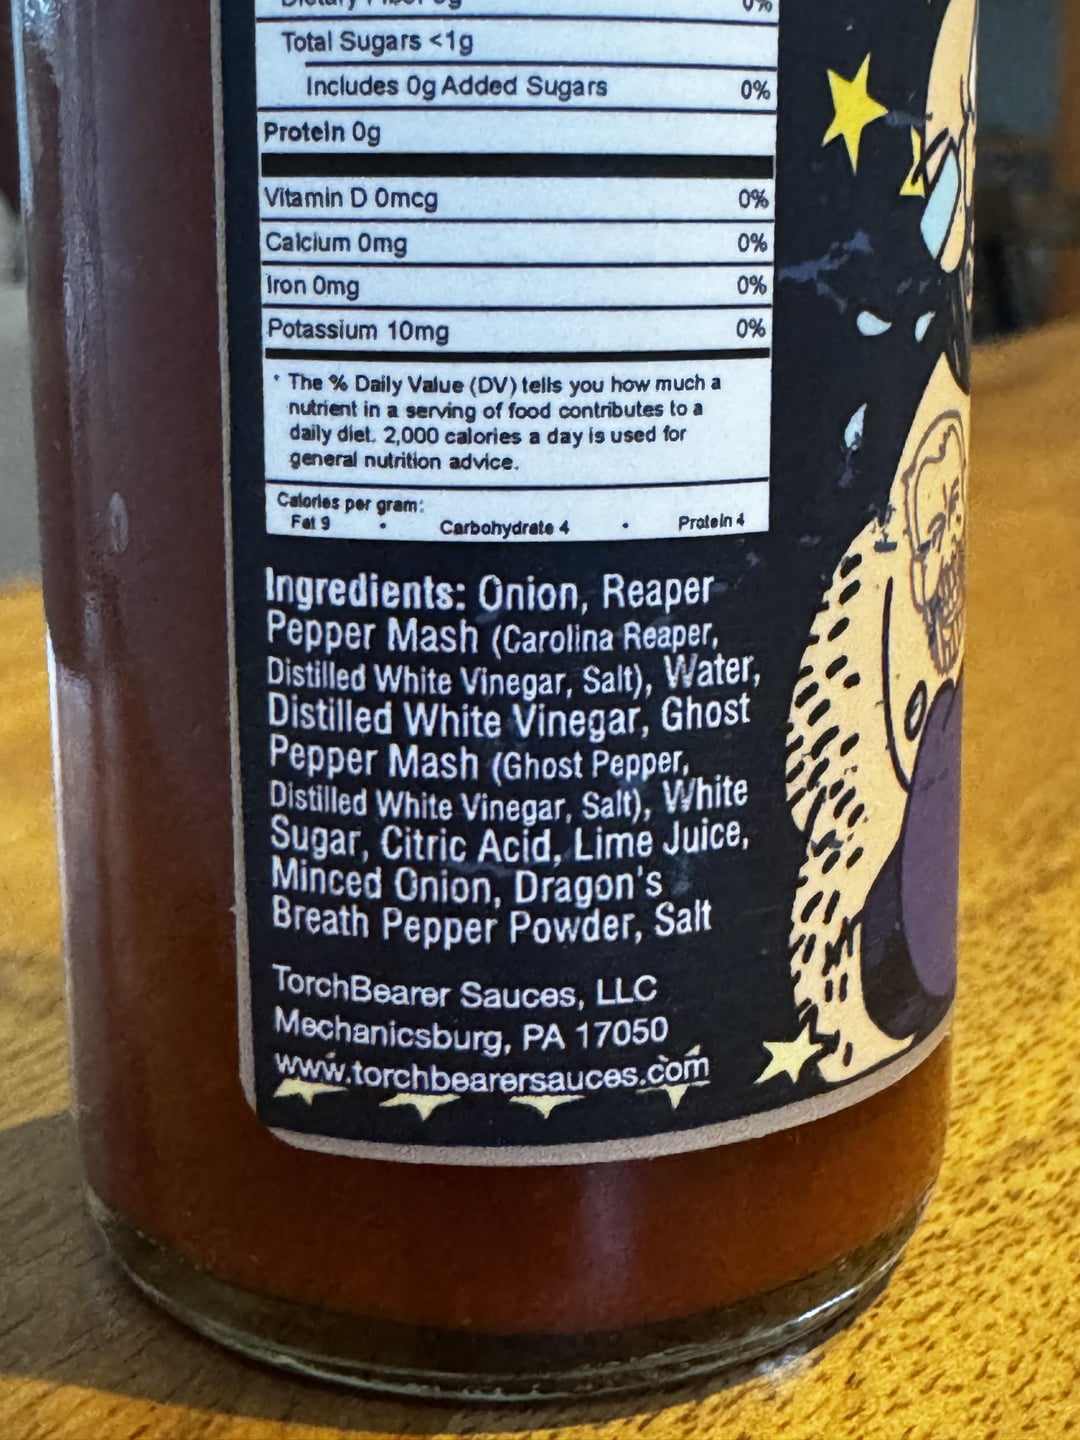 Dietary Fiber 0g 0%
Total Sugars <1g
Includes 0g Added Sugars 0%
Protein 0g
Vitamin D 0mcg 0%
Calcium 0mg 0%
Iron 0mg 0%
Potassium 10mg 0%
* The % Daily Value (DV) tells you how much a
nutrient in a serving of food contributes to a
daily diet. 2,000 calories a day is used for
general nutrition advice.
Calories per gram:
Fat 9 • Carbohydrate 4 • Protein 4
Ingredients: Onion, Reaper
Pepper Mash (Carolina Reaper,
Distilled White Vinegar, Salt), Water,
Distilled White Vinegar, Ghost
Pepper Mash (Ghost Pepper,
Distilled White Vinegar, Salt), White
Sugar, Citric Acid, Lime Juice,
Minced Onion, Dragon's
Breath Pepper Powder, Salt
TorchBearer Sauces, LLC
Mechanicsburg, PA 17050
www.torchbearersauces.com